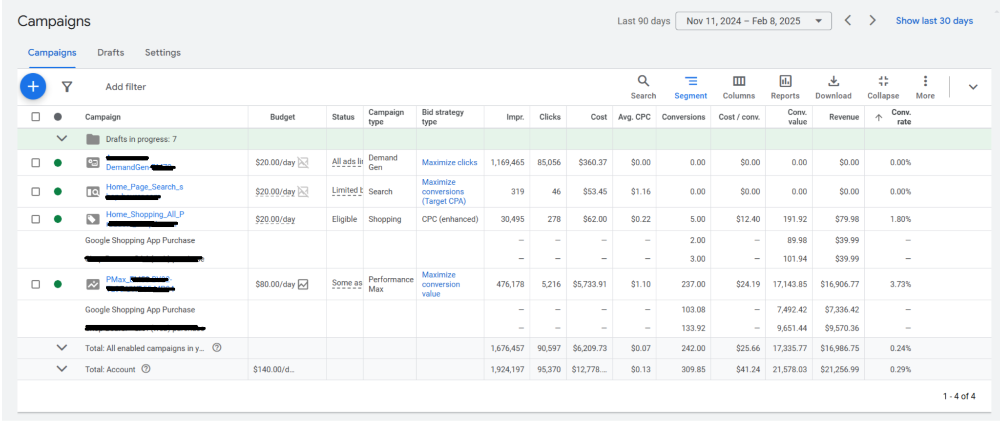 Campaigns
Last 90 days Nov 11, 2024 – Feb 8, 2025 Show last 30 days
Campaigns Drafts Settings
Add filter
Search Segment Columns Reports Download Collapse More
Campaign Budget Status Campaign type Bid strategy type Impr. Clicks Cost Avg. CPC Conversions Cost / conv. Conv. value Revenue Conv. rate
Drafts in progress: 7
DemandGen- $20.00/day All ads li Demand Gen Maximize clicks 1,169,465 85,056 $360.37 $0.00 0.00 $0.00 0.00 $0.00 0.00%
Home_Page_Search_s $20.00/day Limited b Search Maximize conversions (Target CPA) 319 46 $53.45 $1.16 0.00 $0.00 0.00 $0.00 0.00%
Home_Shopping_All_P $20.00/day Eligible Shopping CPC (enhanced) 30,495 278 $62.00 $0.22 5.00 $12.40 191.92 $79.98 1.80%
Google Shopping App Purchase – – – – 2.00 – 89.98 $39.99 –
– – – – 3.00 – 101.94 $39.99 –
PMax_ $80.00/day Some as Performance Max Maximize conversion value 476,178 5,216 $5,733.91 $1.10 237.00 $24.19 17,143.85 $16,906.77 3.73%
Google Shopping App Purchase – – – – 103.08 – 7,492.42 $7,336.42 –
– – – – 133.92 – 9,651.44 $9,570.36 –
Total: All enabled campaigns in y... 1,676,457 90,597 $6,209.73 $0.07 242.00 $25.66 17,335.77 $16,986.75 0.24%
Total: Account $140.00/d... 1,924,197 95,370 $12,778.... $0.13 309.85 $41.24 21,578.03 $21,256.99 0.29%
1 - 4 of 4